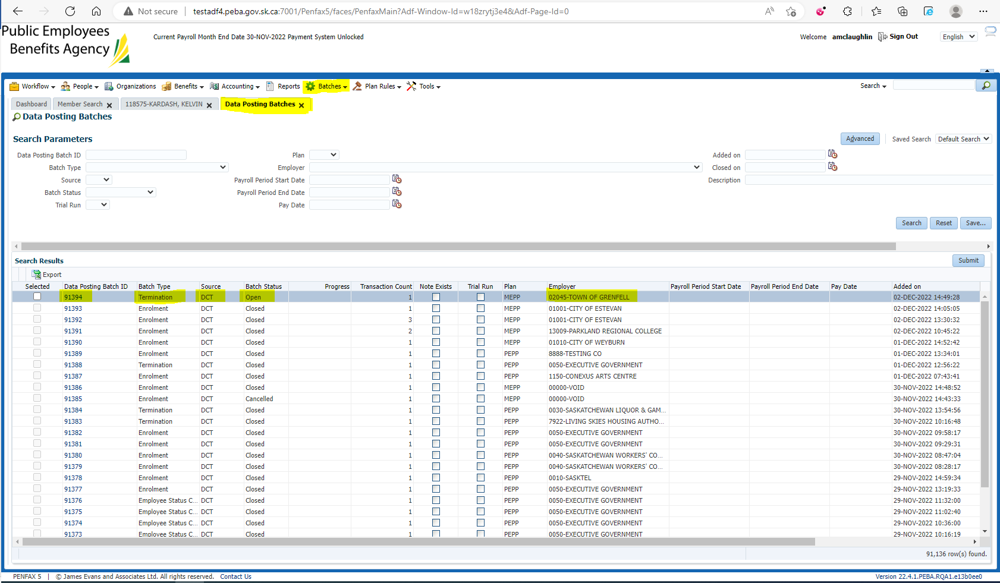 Not secure testadf4.peba.gov.sk.ca:7001/Penfax5/faces/PenfaxMain?Adf-Window-Id=w18zrytj3e4&Adf-Page-Id=0
Public Employees
Benefits Agency
Current Payroll Month End Date 30-NOV-2022 Payment System Unlocked
Welcome amclaughlin Sign Out English
Workflow People Organizations Benefits Accounting Reports Batches Plan Rules Tools Search
Dashboard Member Search 118575-KARDASH, KELVIN Data Posting Batches
Data Posting Batches
Search Parameters Advanced Saved Search Default Search
Data Posting Batch ID Plan Added on
Batch Type Employer Closed on
Source Payroll Period Start Date Description
Batch Status Payroll Period End Date
Trial Run Pay Date
Search Reset Save...
Search Results Submit
Export
Selected Data Posting Batch ID Batch Type Source Batch Status Progress Transaction Count Note Exists Trial Run Plan Employer Payroll Period Start Date Payroll Period End Date Pay Date Added on
91394 Termination DCT Open 1 MEPP 02045-TOWN OF GRENFELL 02-DEC-2022 14:49:28
91393 Enrolment DCT Closed 1 MEPP 01001-CITY OF ESTEVAN 02-DEC-2022 14:05:05
91392 Enrolment DCT Closed 3 MEPP 01001-CITY OF ESTEVAN 02-DEC-2022 13:30:32
91391 Enrolment DCT Closed 2 MEPP 13009-PARKLAND REGIONAL COLLEGE 02-DEC-2022 10:45:22
91390 Enrolment DCT Closed 1 MEPP 01010-CITY OF WEYBURN 01-DEC-2022 14:52:42
91389 Enrolment DCT Closed 1 PEPP 8888-TESTING CO 01-DEC-2022 13:34:01
91388 Termination DCT Closed 1 PEPP 0050-EXECUTIVE GOVERNMENT 01-DEC-2022 12:56:22
91387 Enrolment DCT Closed 1 PEPP 1150-CONEXUS ARTS CENTRE 01-DEC-2022 07:43:41
91386 Enrolment DCT Closed 1 MEPP 00000-VOID 30-NOV-2022 14:48:52
91385 Enrolment DCT Cancelled 1 MEPP 00000-VOID 30-NOV-2022 14:43:33
91384 Termination DCT Closed 1 PEPP 0030-SASKATCHEWAN LIQUOR & GAM... 30-NOV-2022 13:54:56
91383 Termination DCT Closed 1 PEPP 7922-LIVING SKIES HOUSING AUTHO... 30-NOV-2022 10:16:48
91382 Enrolment DCT Closed 1 PEPP 0050-EXECUTIVE GOVERNMENT 30-NOV-2022 09:58:17
91381 Enrolment DCT Closed 1 PEPP 0050-EXECUTIVE GOVERNMENT 30-NOV-2022 09:29:31
91380 Enrolment DCT Closed 1 PEPP 0040-SASKATCHEWAN WORKERS' CO... 30-NOV-2022 08:47:04
91379 Enrolment DCT Closed 1 PEPP 0040-SASKATCHEWAN WORKERS' CO... 30-NOV-2022 08:28:17
91378 Enrolment DCT Closed 1 PEPP 0010-SASKTEL 29-NOV-2022 14:59:34
91377 Enrolment DCT Closed 1 PEPP 0050-EXECUTIVE GOVERNMENT 29-NOV-2022 13:19:33
91376 Employee Status C... DCT Closed 1 PEPP 0050-EXECUTIVE GOVERNMENT 29-NOV-2022 11:32:00
91375 Employee Status C... DCT Closed 1 PEPP 0050-EXECUTIVE GOVERNMENT 29-NOV-2022 11:02:40
91374 Employee Status C... DCT Closed 1 PEPP 0050-EXECUTIVE GOVERNMENT 29-NOV-2022 10:36:00
91373 Employee Status C... DCT Closed 1 PEPP 0050-EXECUTIVE GOVERNMENT 29-NOV-2022 10:16:19
91,136 row(s) found.
PENFAX 5 | © James Evans and Associates Ltd. All rights reserved. Contact Us Version 22.4.1.PEBA.RQA1.e13b0ee0